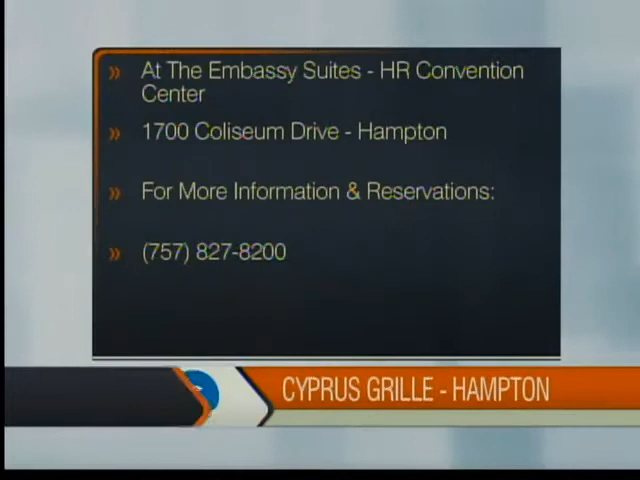 » At The Embassy Suites - HR Convention
Center
» 1700 Coliseum Drive - Hampton
» For More Information & Reservations:
» (757) 827-8200
CYPRUS GRILLE - HAMPTON